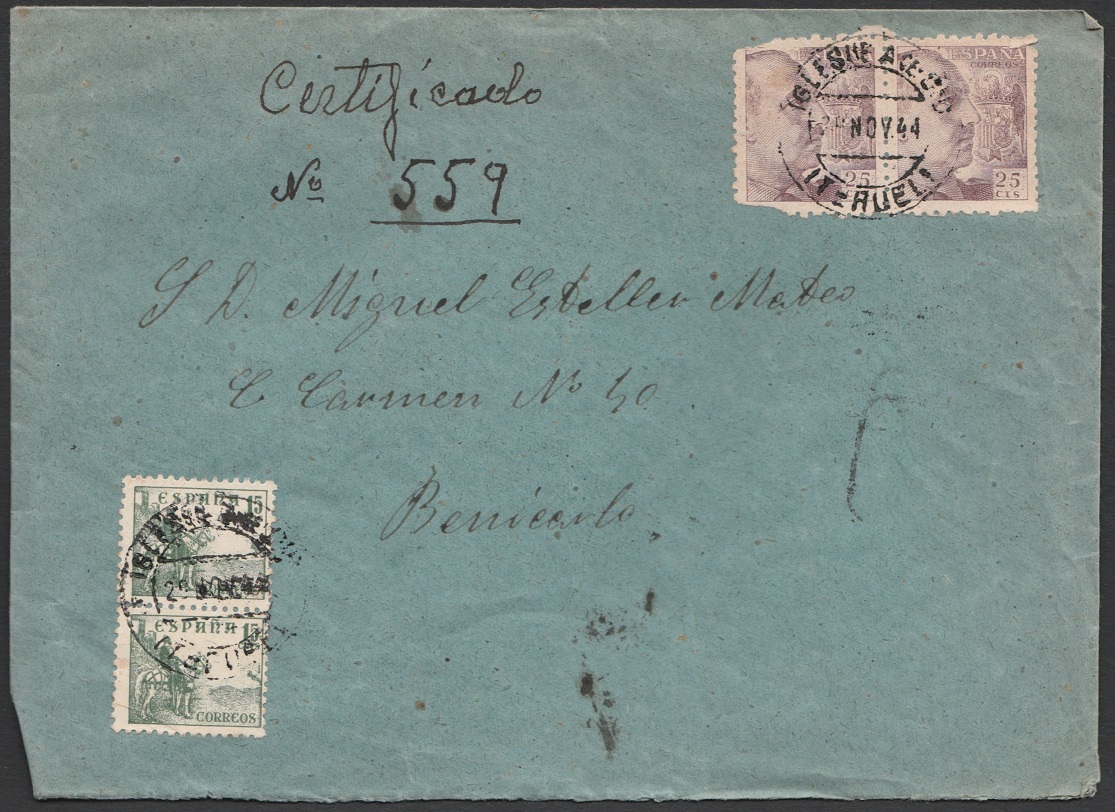 Certificado
Nº 559
ESPAÑA
CORREOS
25
25
CTS
NOV.44
(TERUEL)
S D. Miguel Esteller Mateo
C Carmen Nº 40
Benicarlo
ESPAÑA 15
ESPAÑA 15
CORREOS